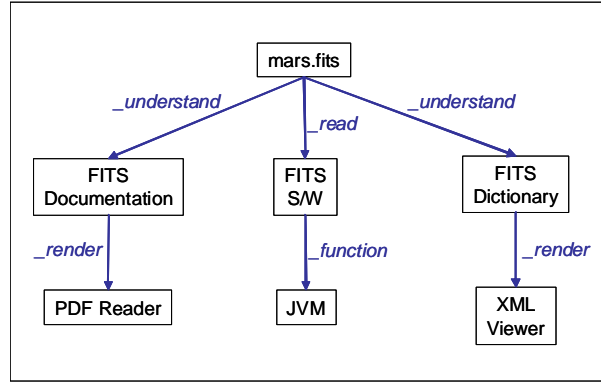 mars.fits
_understand
_understand
_read
FITS
Documentation
FITS
S/W
FITS
Dictionary
_render
_function
_render
PDF Reader
JVM
XML
Viewer